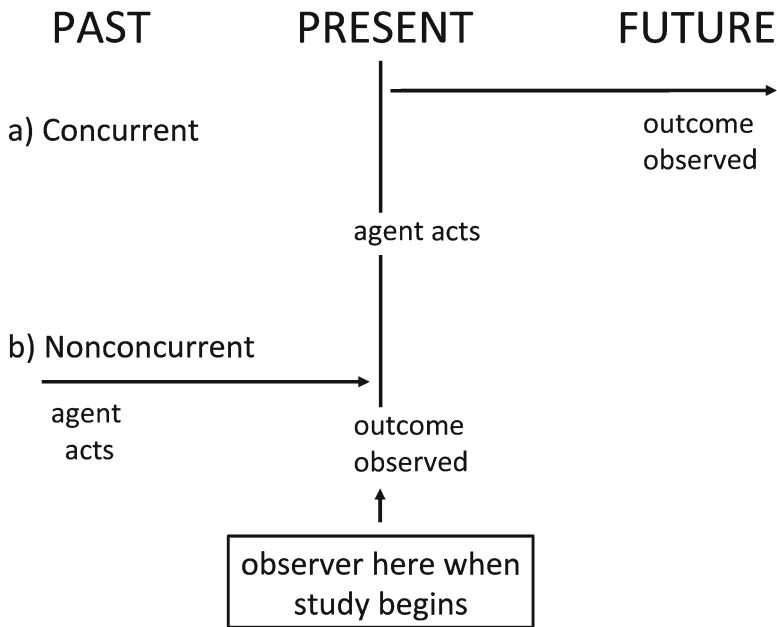 PAST PRESENT FUTURE
a) Concurrent
outcome
observed
agent acts
b) Nonconcurrent
agent
acts
outcome
observed
observer here when
study begins